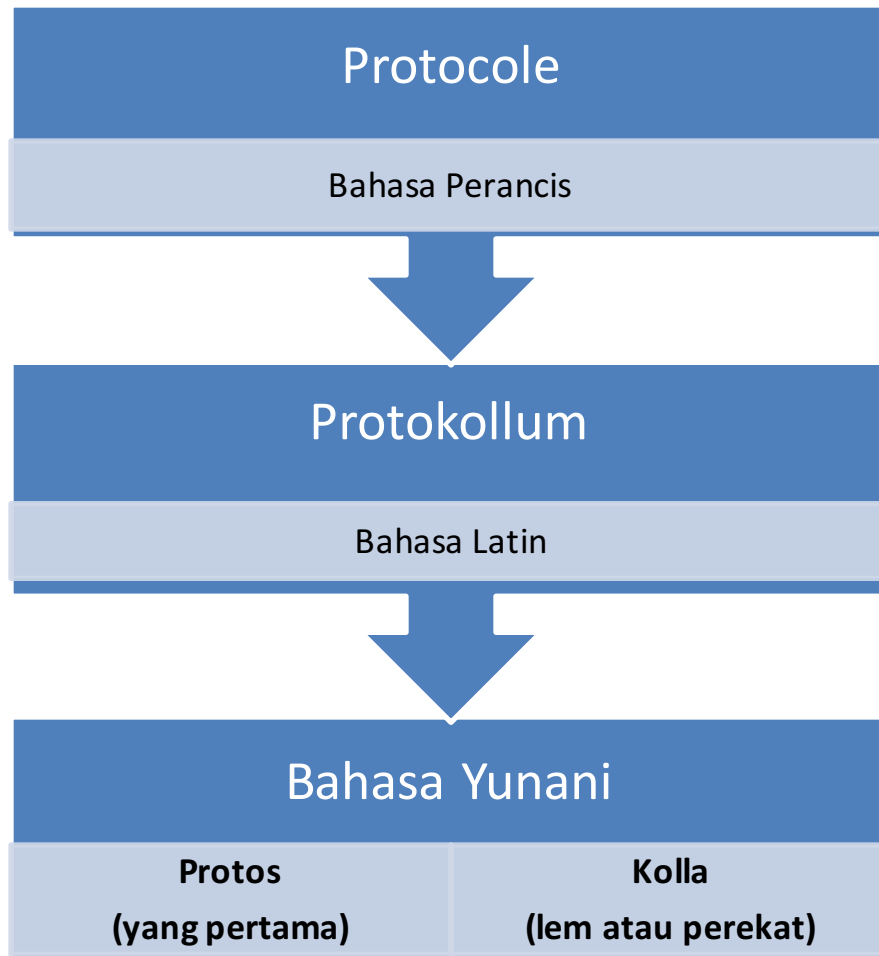 Protocole
Bahasa Perancis
Protokollum
Bahasa Latin
Bahasa Yunani
Protos
(yang pertama)
Kolla
(lem atau perekat)